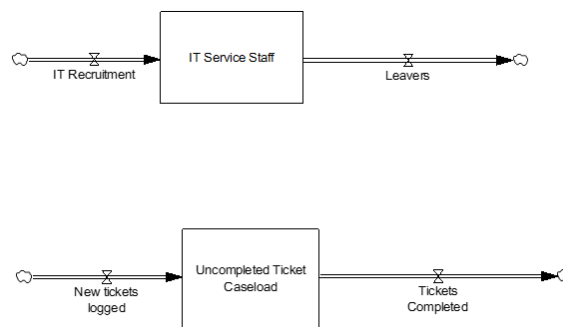 IT Service Staff
IT Recruitment
Leavers
Uncompleted Ticket
Caseload
New tickets
logged
Tickets
Completed